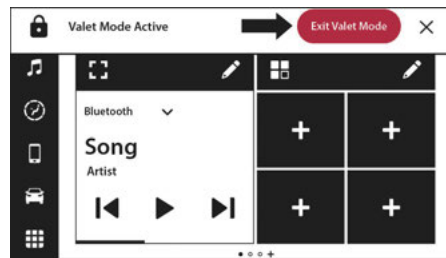 Valet Mode Active
Exit Valet Mode
Bluetooth
Song
Artist